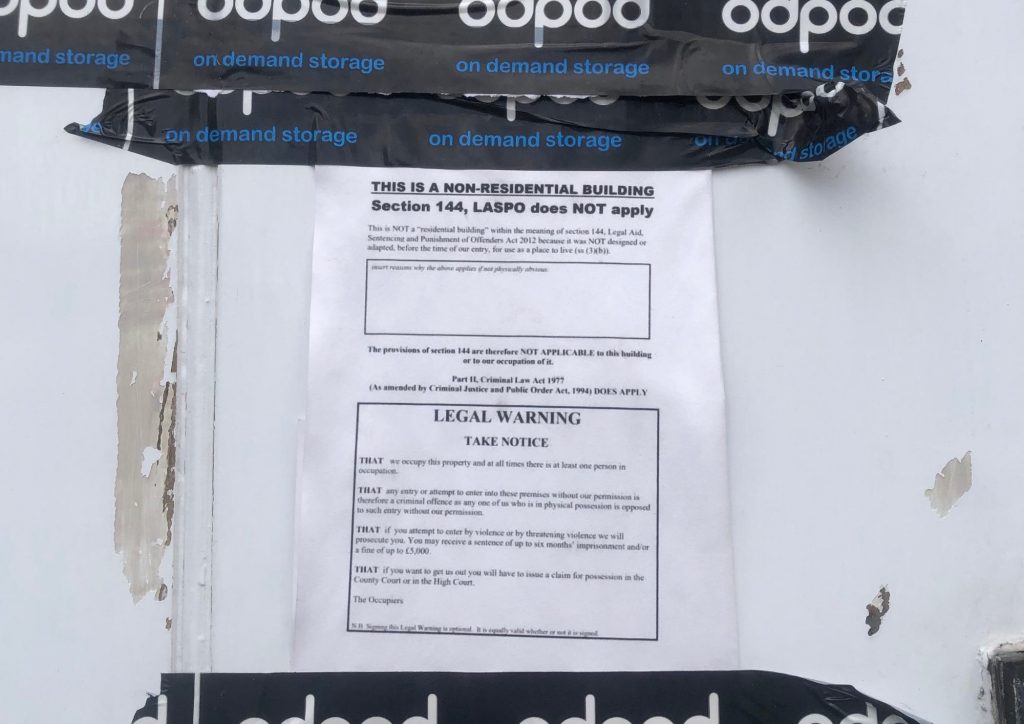 odpod odpod odpod odpod
mand storage on demand storage on demand storage on demand stora
on demand storage on demand storage on demand storage
THIS IS A NON-RESIDENTIAL BUILDING
Section 144, LASPO does NOT apply
This is NOT a "residential building" within the meaning of section 144, Legal Aid,
Sentencing and Punishment of Offenders Act 2012 because it was NOT designed or
adapted, before the time of our entry, for use as a place to live (ss (3)(b)).
insert reasons why the above applies if not physically obvious.
The provisions of section 144 are therefore NOT APPLICABLE to this building
or to our occupation of it.
Part II, Criminal Law Act 1977
(As amended by Criminal Justice and Public Order Act, 1994) DOES APPLY
LEGAL WARNING
TAKE NOTICE
THAT we occupy this property and at all times there is at least one person in
occupation.
THAT any entry or attempt to enter into these premises without our permission is
therefore a criminal offence as any one of us who is in physical possession is opposed
to such entry without our permission.
THAT if you attempt to enter by violence or by threatening violence we will
prosecute you. You may receive a sentence of up to six months' imprisonment and/or
a fine of up to £5,000.
THAT if you want to get us out you will have to issue a claim for possession in the
County Court or in the High Court.
The Occupiers
N.B. Signing this Legal Warning is optional. It is equally valid whether or not it is signed.
odpod odpod